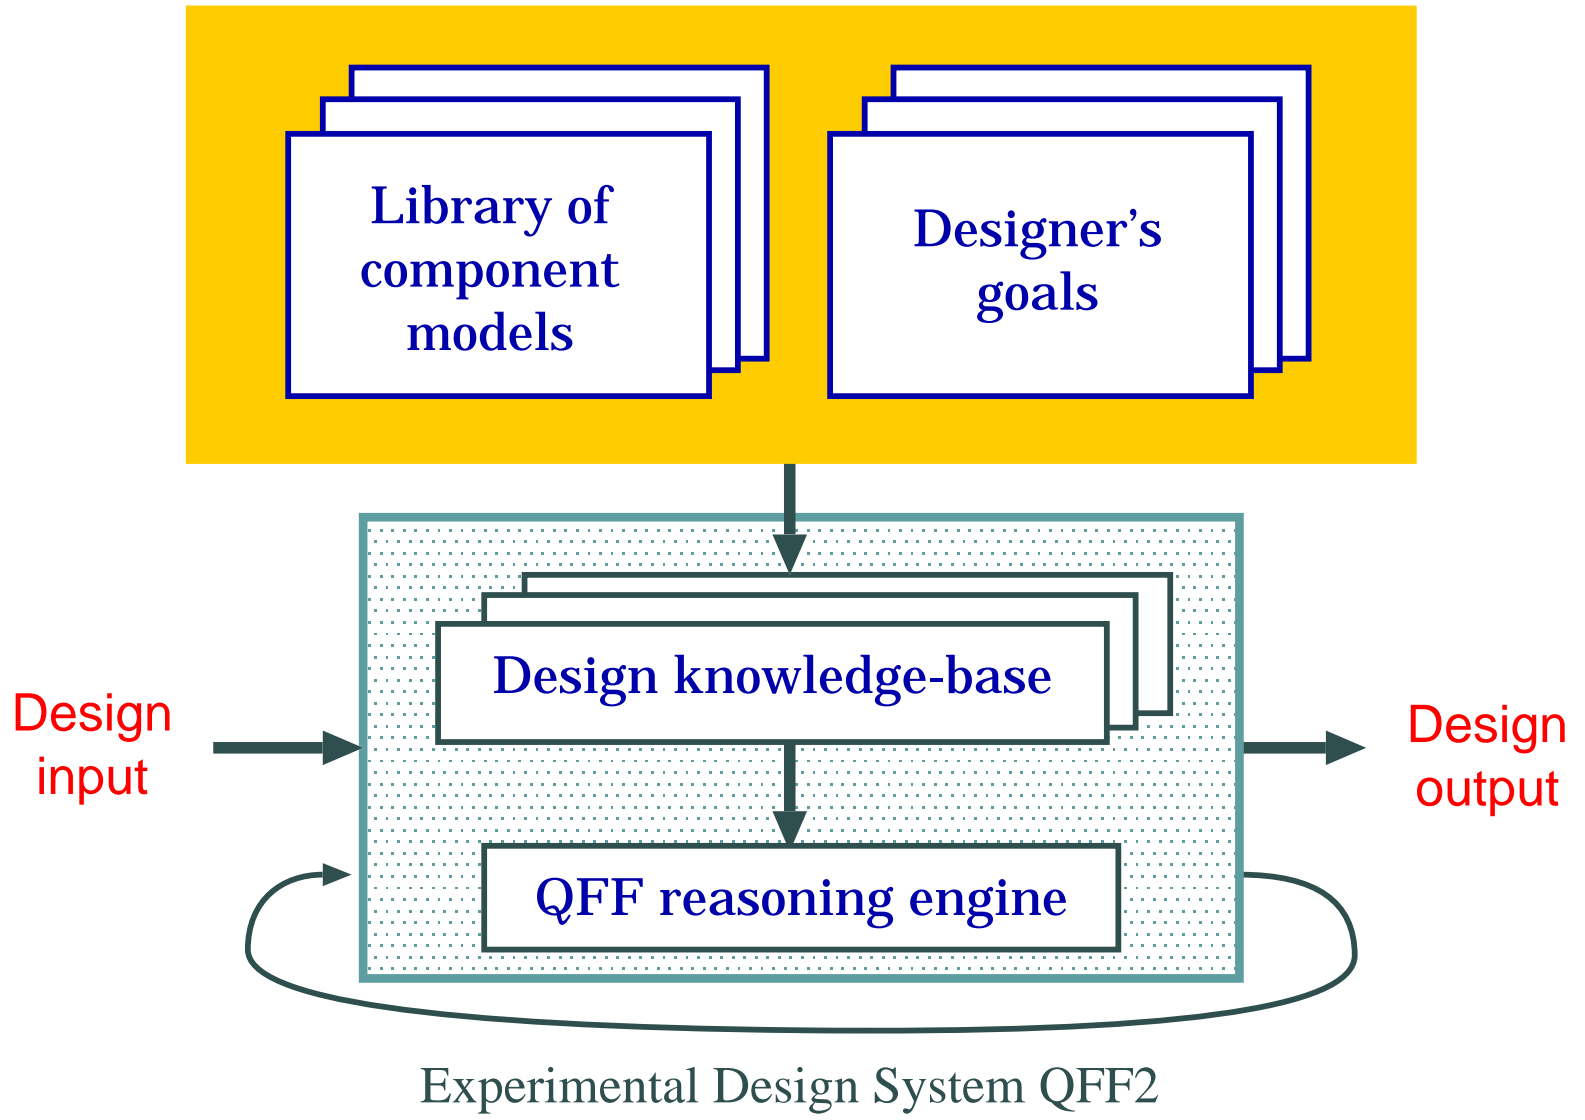 Library of
component
models
Designer’s
goals
Design knowledge-base
Design
input
Design
output
QFF reasoning engine
Experimental Design System QFF2